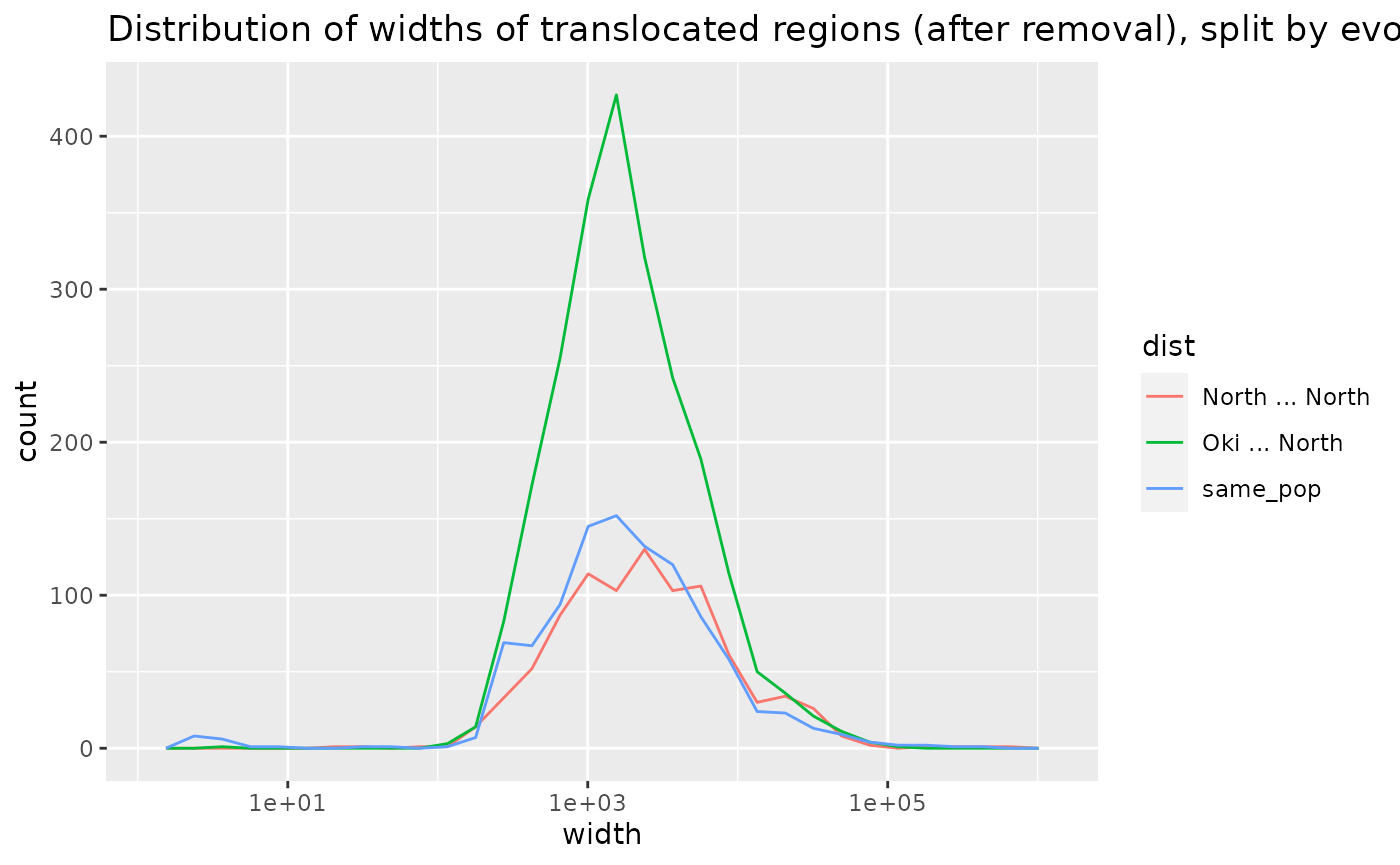 Distribution of widths of translocated regions (after removal), split by evo
400
300
200
100
0
count
1e+01
1e+03
1e+05
width
dist
North ... North
Oki ... North
same_pop